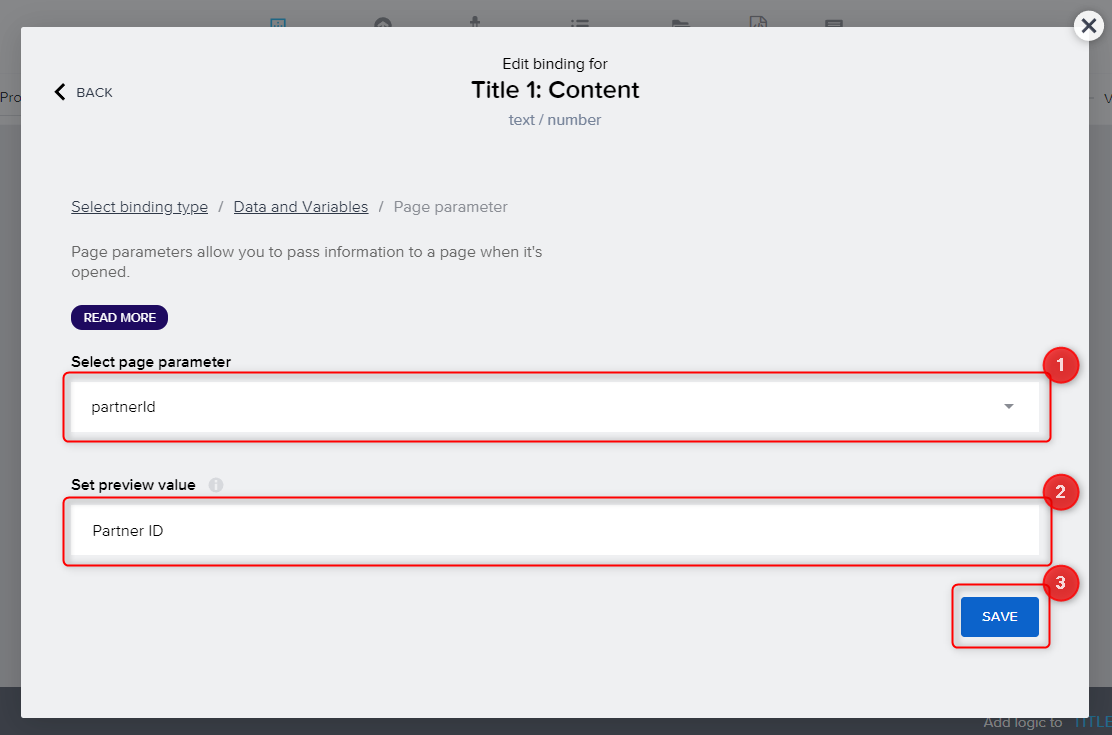 Edit binding for
Title 1: Content
BACK
text / number
Pro
V
Select binding type / Data and Variables / Page parameter
Page parameters allow you to pass information to a page when it's
opened.
READ MORE
Select page parameter
1
partnerId
Set preview value
2
Partner ID
3
SAVE
Add logic to TITLE